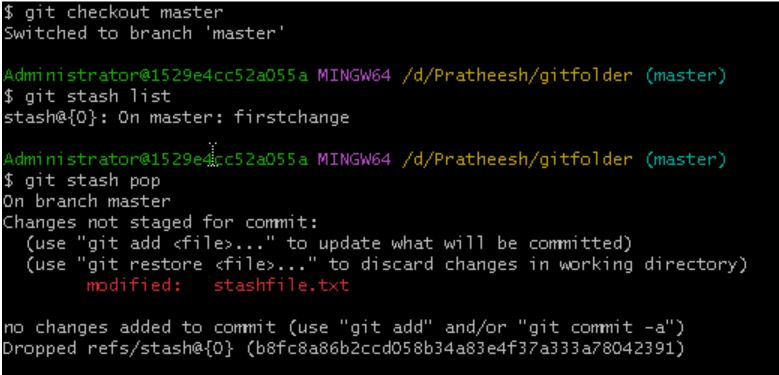 $ git checkout master
Switched to branch 'master'
Administrator@1529e4cc52a055a MINGW64 /d/Pratheesh/gitfolder (master)
$ git stash list
stash@{0}: On master: firstchange
Administrator@1529e4cc52a055a MINGW64 /d/Pratheesh/gitfolder (master)
$ git stash pop
On branch master
Changes not staged for commit:
  (use "git add <file>..." to update what will be committed)
  (use "git restore <file>..." to discard changes in working directory)
        modified:   stashfile.txt
no changes added to commit (use "git add" and/or "git commit -a")
Dropped refs/stash@{0} (b8fc8a86b2ccd058b34a83e4f37a333a78042391)